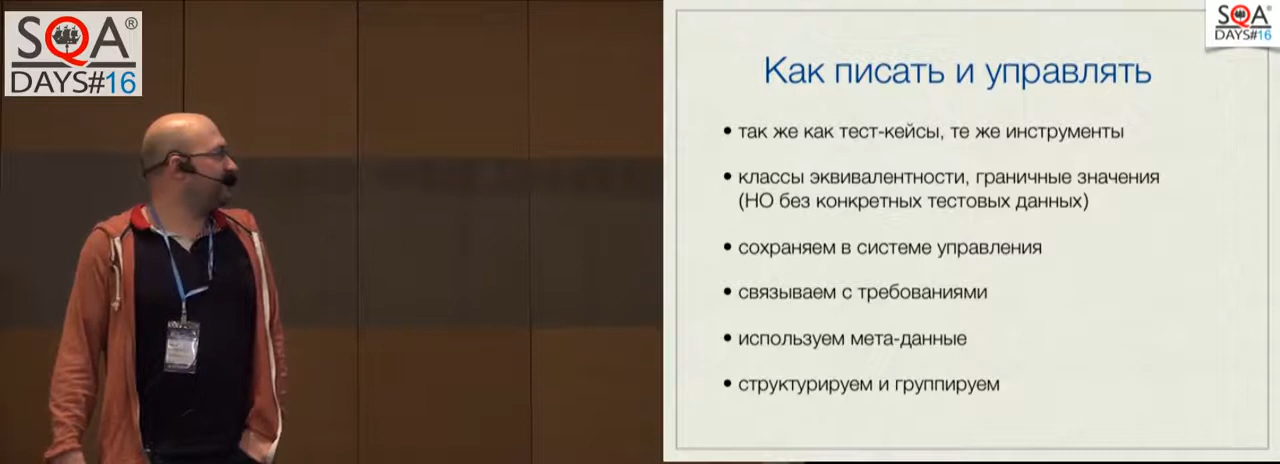 SQA®
DAYS#16
SQA®
DAYS#16
Как писать и управлять
• так же как тест-кейсы, те же инструменты
• классы эквивалентности, граничные значения
(НО без конкретных тестовых данных)
• сохраняем в системе управления
• связываем с требованиями
• используем мета-данные
• структурируем и группируем